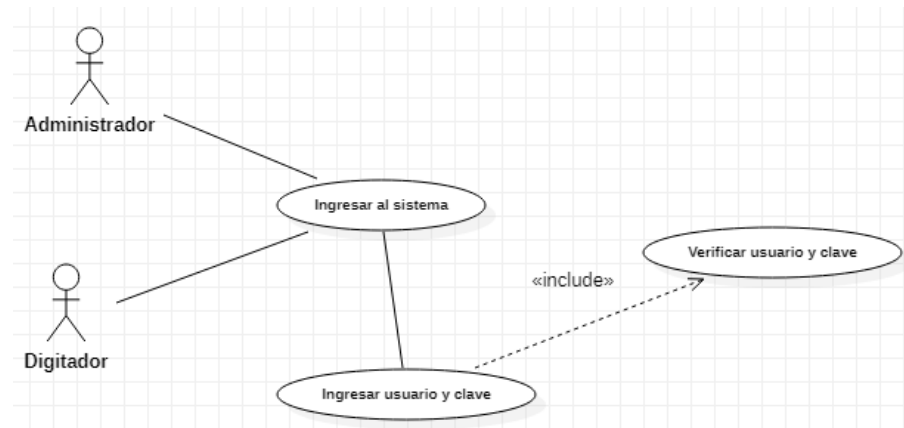 Administrador
Ingresar al sistema
Verificar usuario y clave
«include»
Digitador
Ingresar usuario y clave